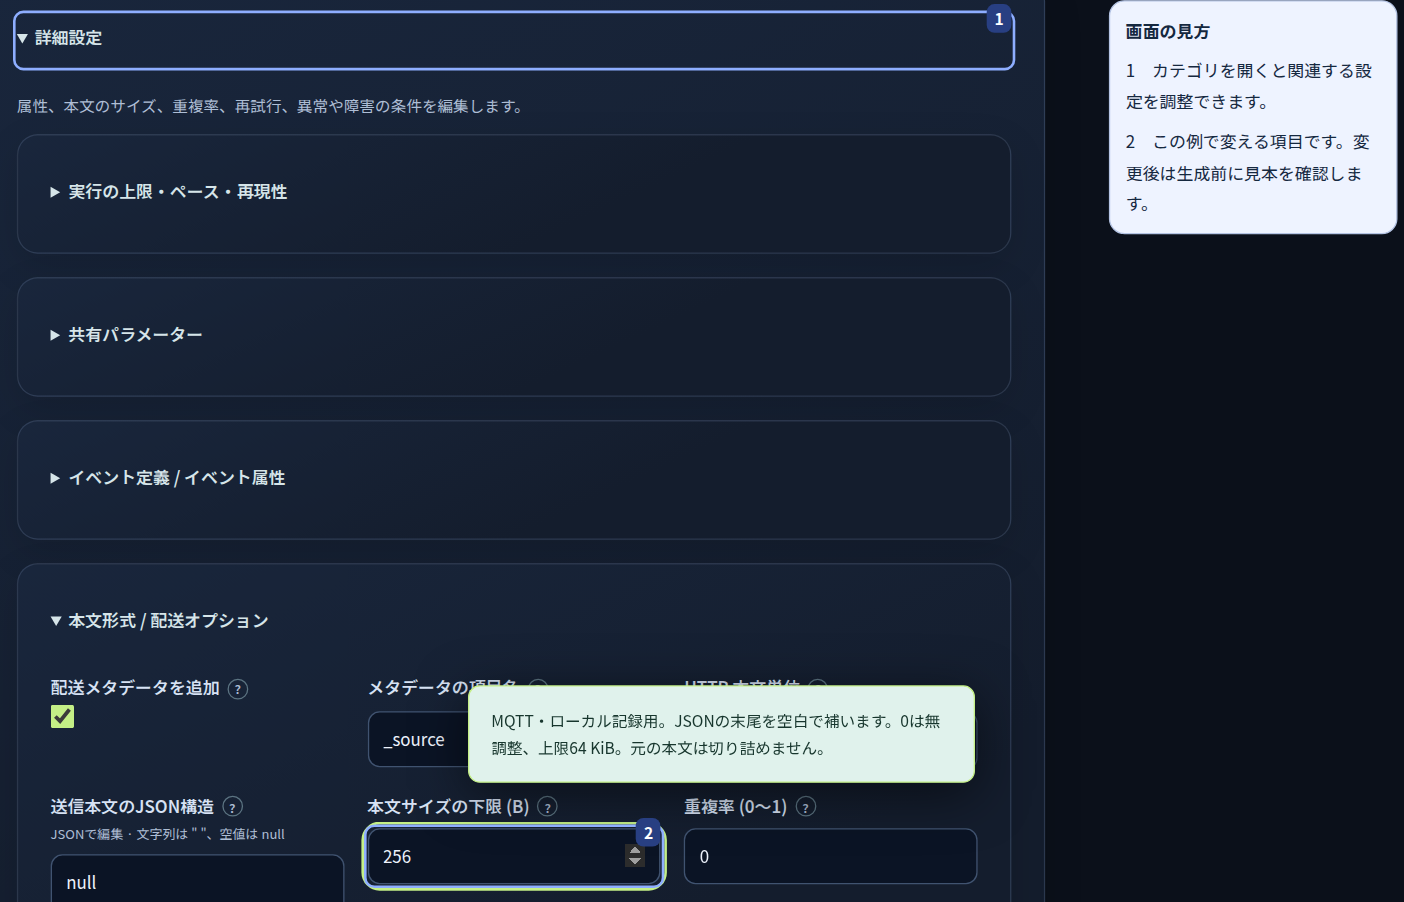 1
▼ 詳細設定
属性、本文のサイズ、重複率、再試行、異常や障害の条件を編集します。
▶ 実行の上限・ペース・再現性
▶ 共有パラメーター
▶ イベント定義 / イベント属性
▼ 本文形式 / 配送オプション
配送メタデータを追加 ?
メタデータの項目名
HTTP 本文単位
_source
MQTT・ローカル記録用。JSONの末尾を空白で補います。0は無
調整、上限64 KiB。元の本文は切り詰めません。
送信本文のJSON構造 ?
JSONで編集・文字列は " "、空値は null
null
本文サイズの下限 (B) ?
2
256
重複率 (0〜1) ?
0
画面の見方
1 カテゴリを開くと関連する設
定を調整できます。
2 この例で変える項目です。変
更後は生成前に見本を確認しま
す。